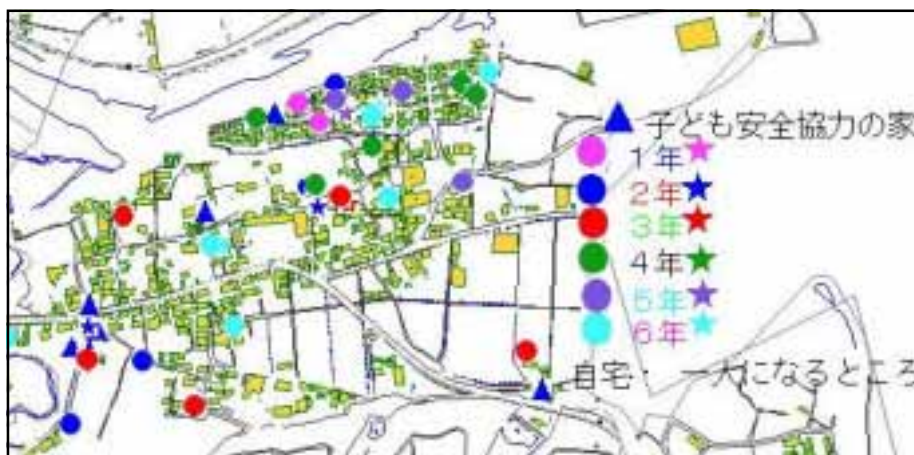 子ども安全協力の家
1年
2年
3年
4年
5年
6年
自宅・ 一人になるところ